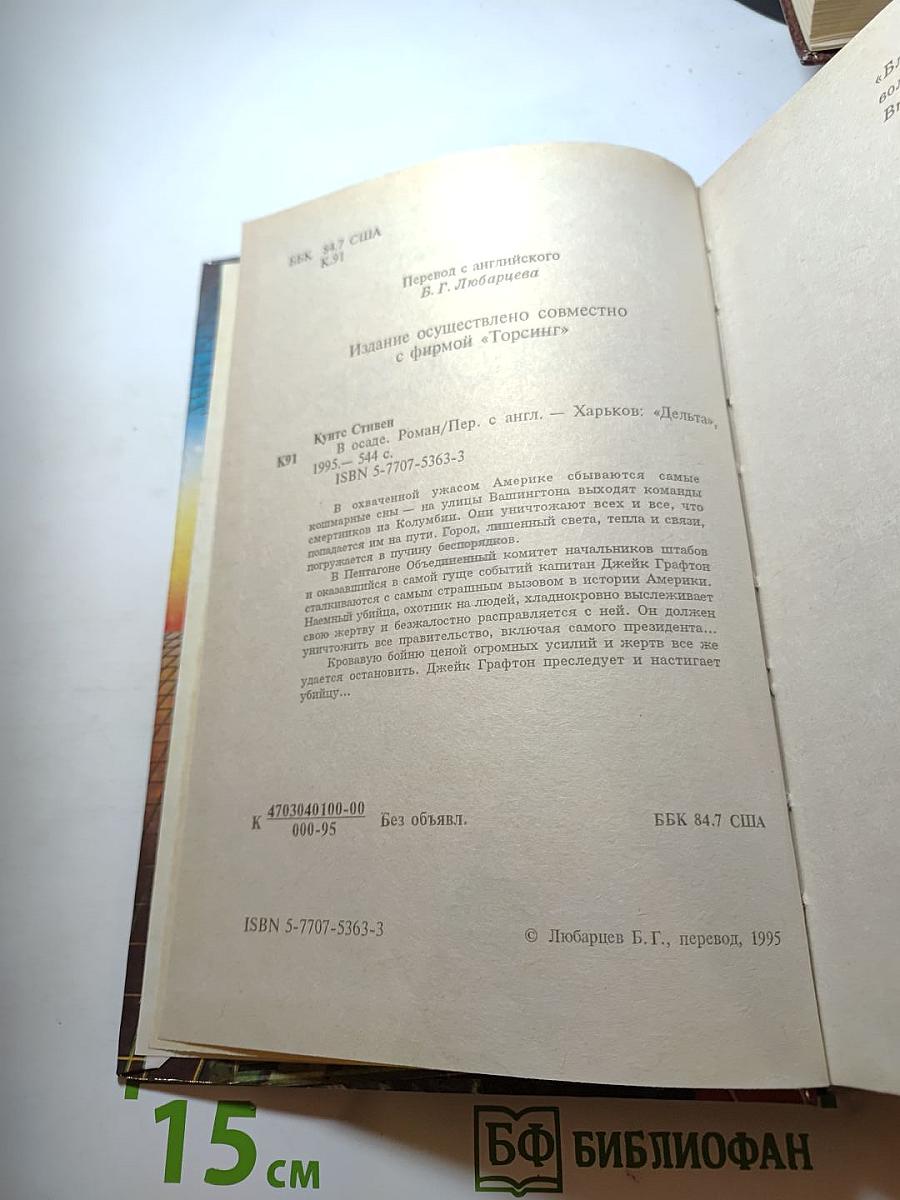 ББК 84.7 США
К.91
Перевод с английского
Б. Г. Любарцева
Издание осуществлено совместно
с фирмой «Торсинг»
Кунтс Стивен
К91 В осаде. Роман/Пер. с англ. — Харьков: «Дельта»,
1995.— 544 с.
ISBN 5-7707-5363-3
В охваченной ужасом Америке сбываются самые
кошмарные сны — на улицы Вашингтона выходят команды
смертников из Колумбии. Они уничтожают всех и все, что
попадается им на пути. Город, лишенный света, тепла и связи,
погружается в пучину беспорядков.
В Пентагоне Объединенный комитет начальников штабов
и оказавшийся в самой гуще событий капитан Джейк Графтон
сталкиваются с самым страшным вызовом в истории Америки.
Наемный убийца, охотник на людей, хладнокровно выслеживает
свою жертву и безжалостно расправляется с ней. Он должен
уничтожить все правительство, включая самого президента...
Кровавую бойню ценой огромных усилий и жертв все же
удается остановить. Джейк Графтон преследует и настигает
убийцу...
К 4703040100-00
000-95 Без объявл. ББК 84.7 США
ISBN 5-7707-5363-3
© Любарцев Б. Г., перевод, 1995
15 см
БФ БИБЛИОФАН